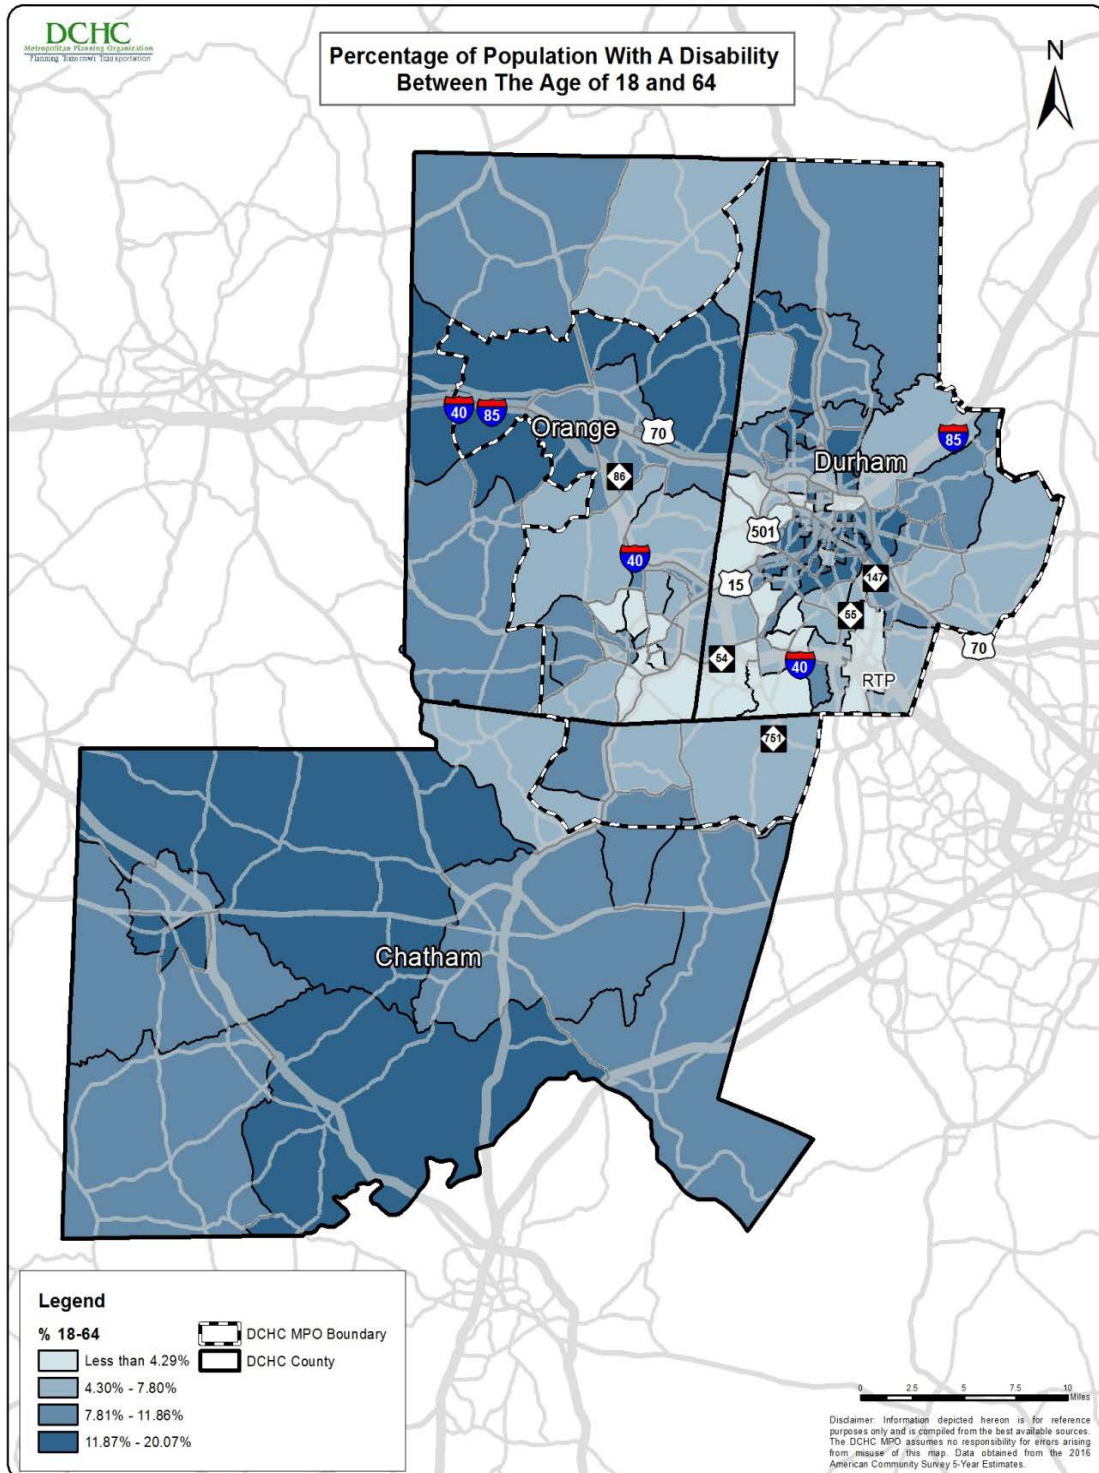 DCHC
Metropolitan Planning Organization
Planning Tomorrow's Transportation
Percentage of Population With A Disability
Between The Age of 18 and 64
N
40
85
Orange
70
86
85
Durham
501
40
15
147
55
54
40
70
RTP
751
Chatham
Legend
% 18-64
Less than 4.29%
4.30% - 7.80%
7.81% - 11.86%
11.87% - 20.07%
DCHC MPO Boundary
DCHC County
0 2.5 5 7.5 10
Miles
Disclaimer: Information depicted hereon is for reference
purposes only and is compiled from the best available sources.
The DCHC MPO assumes no responsibility for errors arising
from misuse of this map. Data obtained from the 2016
American Community Survey 5-Year Estimates.